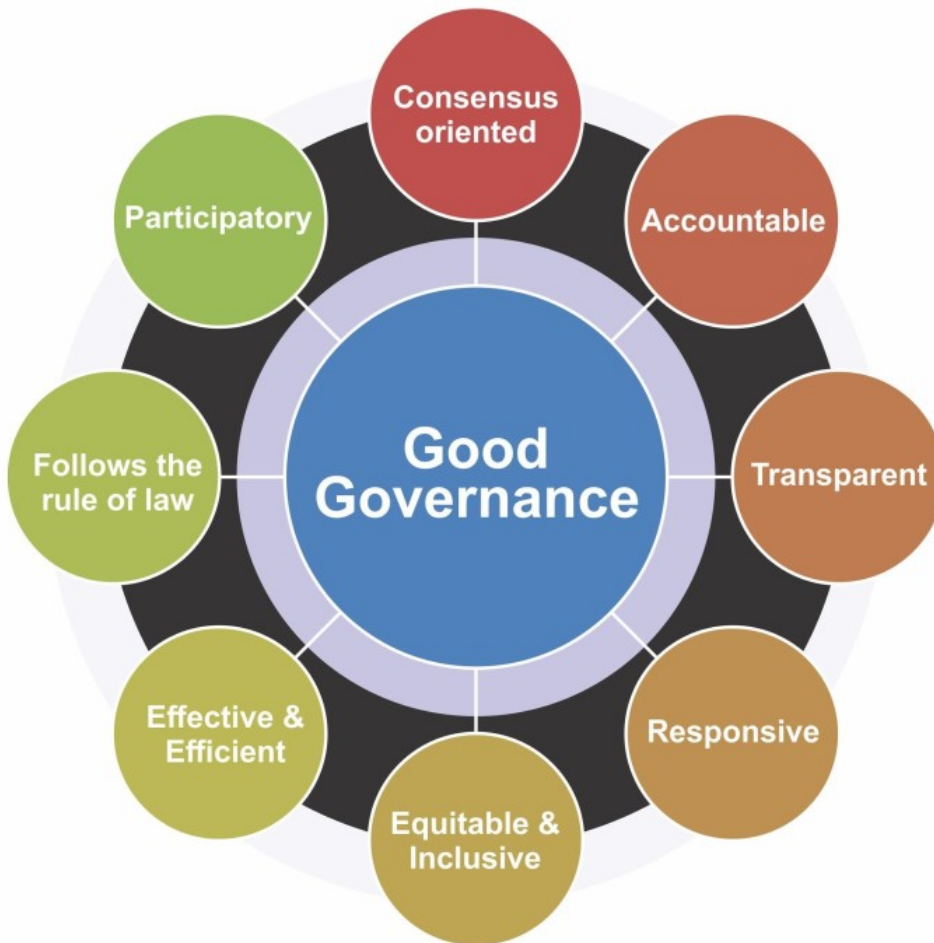 Consensus
oriented
Accountable
Transparent
Responsive
Equitable &
Inclusive
Effective &
Efficient
Follows the
rule of law
Participatory
Good
Governance